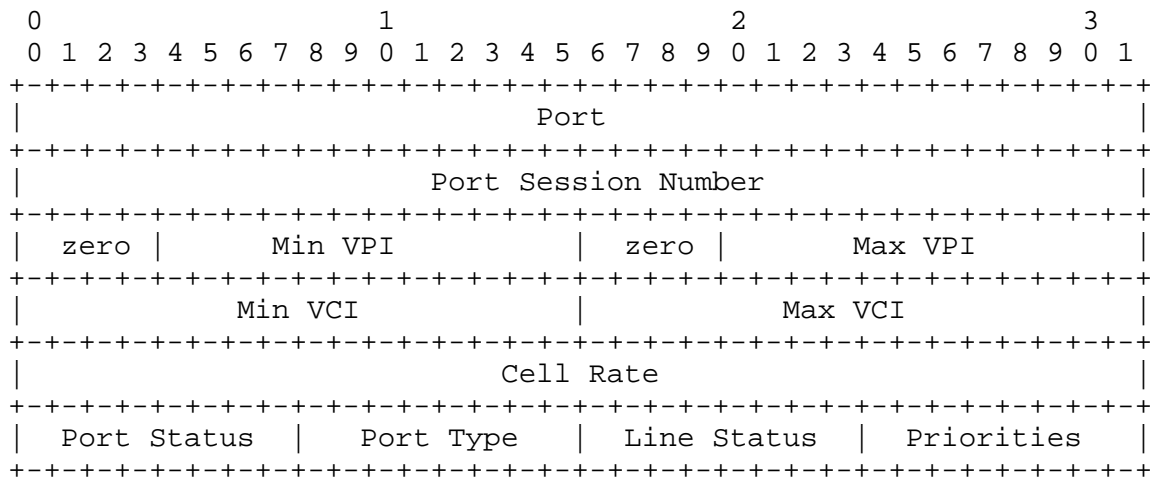 0                   1                   2                   3
 0 1 2 3 4 5 6 7 8 9 0 1 2 3 4 5 6 7 8 9 0 1 2 3 4 5 6 7 8 9 0 1
+-+-+-+-+-+-+-+-+-+-+-+-+-+-+-+-+-+-+-+-+-+-+-+-+-+-+-+-+-+-+-+-+
|                             Port                              |
+-+-+-+-+-+-+-+-+-+-+-+-+-+-+-+-+-+-+-+-+-+-+-+-+-+-+-+-+-+-+-+-+
|                       Port Session Number                     |
+-+-+-+-+-+-+-+-+-+-+-+-+-+-+-+-+-+-+-+-+-+-+-+-+-+-+-+-+-+-+-+-+
|  zero |      Min VPI          |  zero |       Max VPI         |
+-+-+-+-+-+-+-+-+-+-+-+-+-+-+-+-+-+-+-+-+-+-+-+-+-+-+-+-+-+-+-+-+
|            Min VCI            |           Max VCI             |
+-+-+-+-+-+-+-+-+-+-+-+-+-+-+-+-+-+-+-+-+-+-+-+-+-+-+-+-+-+-+-+-+
|                           Cell Rate                           |
+-+-+-+-+-+-+-+-+-+-+-+-+-+-+-+-+-+-+-+-+-+-+-+-+-+-+-+-+-+-+-+-+
|  Port Status  |   Port Type   |  Line Status  |  Priorities   |
+-+-+-+-+-+-+-+-+-+-+-+-+-+-+-+-+-+-+-+-+-+-+-+-+-+-+-+-+-+-+-+-+